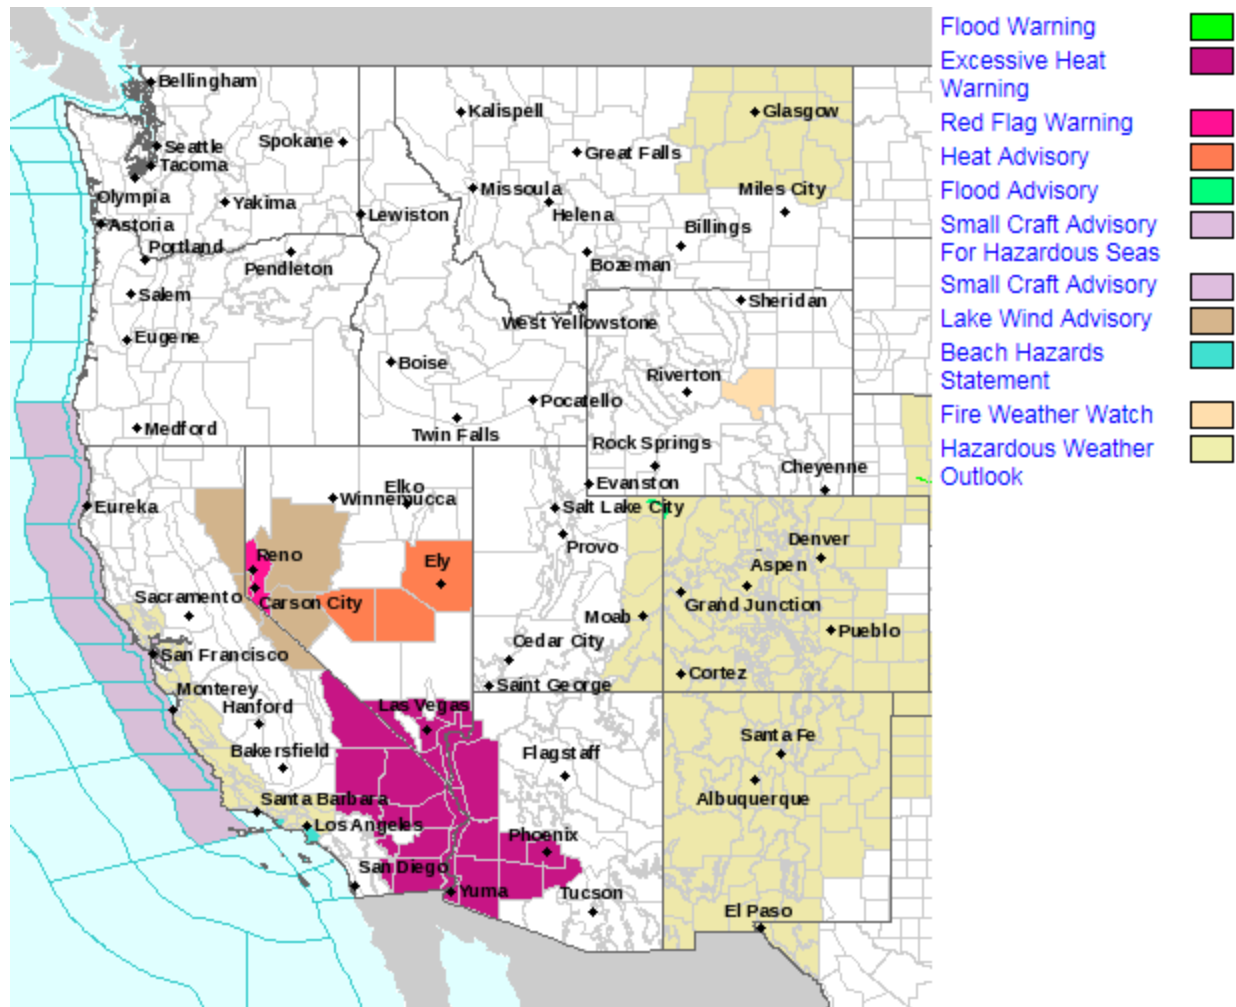 Bellingham
Kalispell
Glasgow
Seattle
Spokane
Great Falls
Tacoma
Missoula
Miles City
Olympia
Yakima
Helena
Lewiston
Astoria
Billings
Portland
Pendleton
Bozeman
Salem
Sheridan
West Yellowstone
Eugene
Boise
Riverton
Pocatello
Medford
Twin Falls
Rock Springs
Cheyenne
Evanston
Elko
Winnemucca
Eureka
Salt Lake City
Provo
Denver
Reno
Ely
Aspen
Sacramento
Carson City
Grand Junction
Moab
Pueblo
Cedar City
San Francisco
Cortez
Saint George
Monterey
Hanford
Las Vegas
Santa Fe
Bakersfield
Flagstaff
Albuquerque
Santa Barbara
Los Angeles
Phoenix
San Diego
Yuma
Tucson
El Paso
Flood Warning
Excessive Heat
Warning
Red Flag Warning
Heat Advisory
Flood Advisory
Small Craft Advisory
For Hazardous Seas
Small Craft Advisory
Lake Wind Advisory
Beach Hazards
Statement
Fire Weather Watch
Hazardous Weather
Outlook